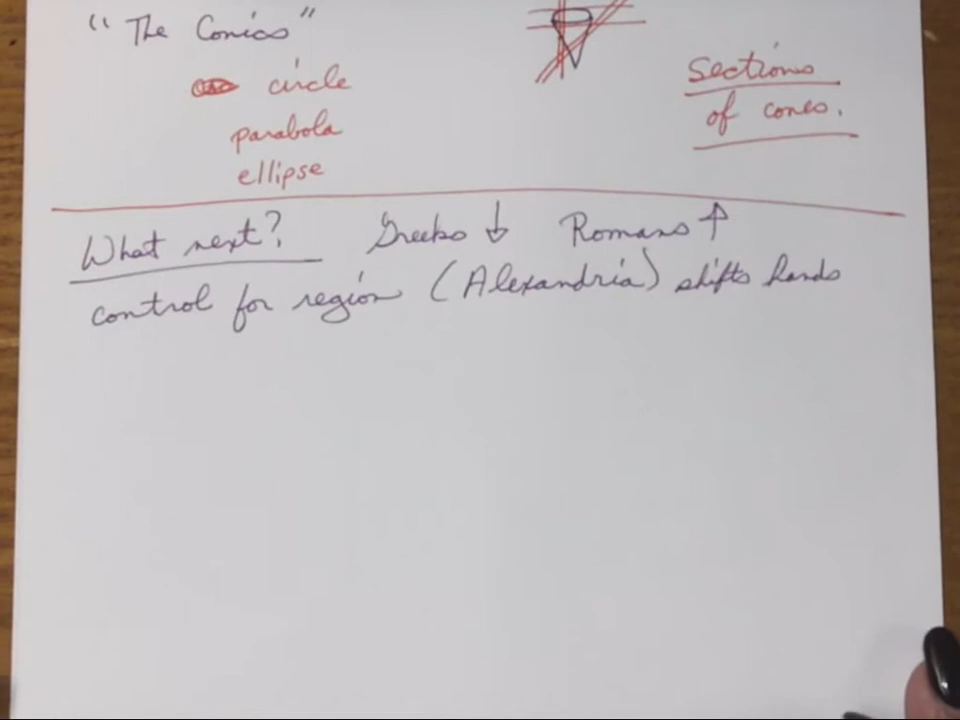 "The Conics"
circle
parabola
ellipse
Sections
of cones.
What next? Greeks ↓ Romans ↑
control for region (Alexandria) shifts hands